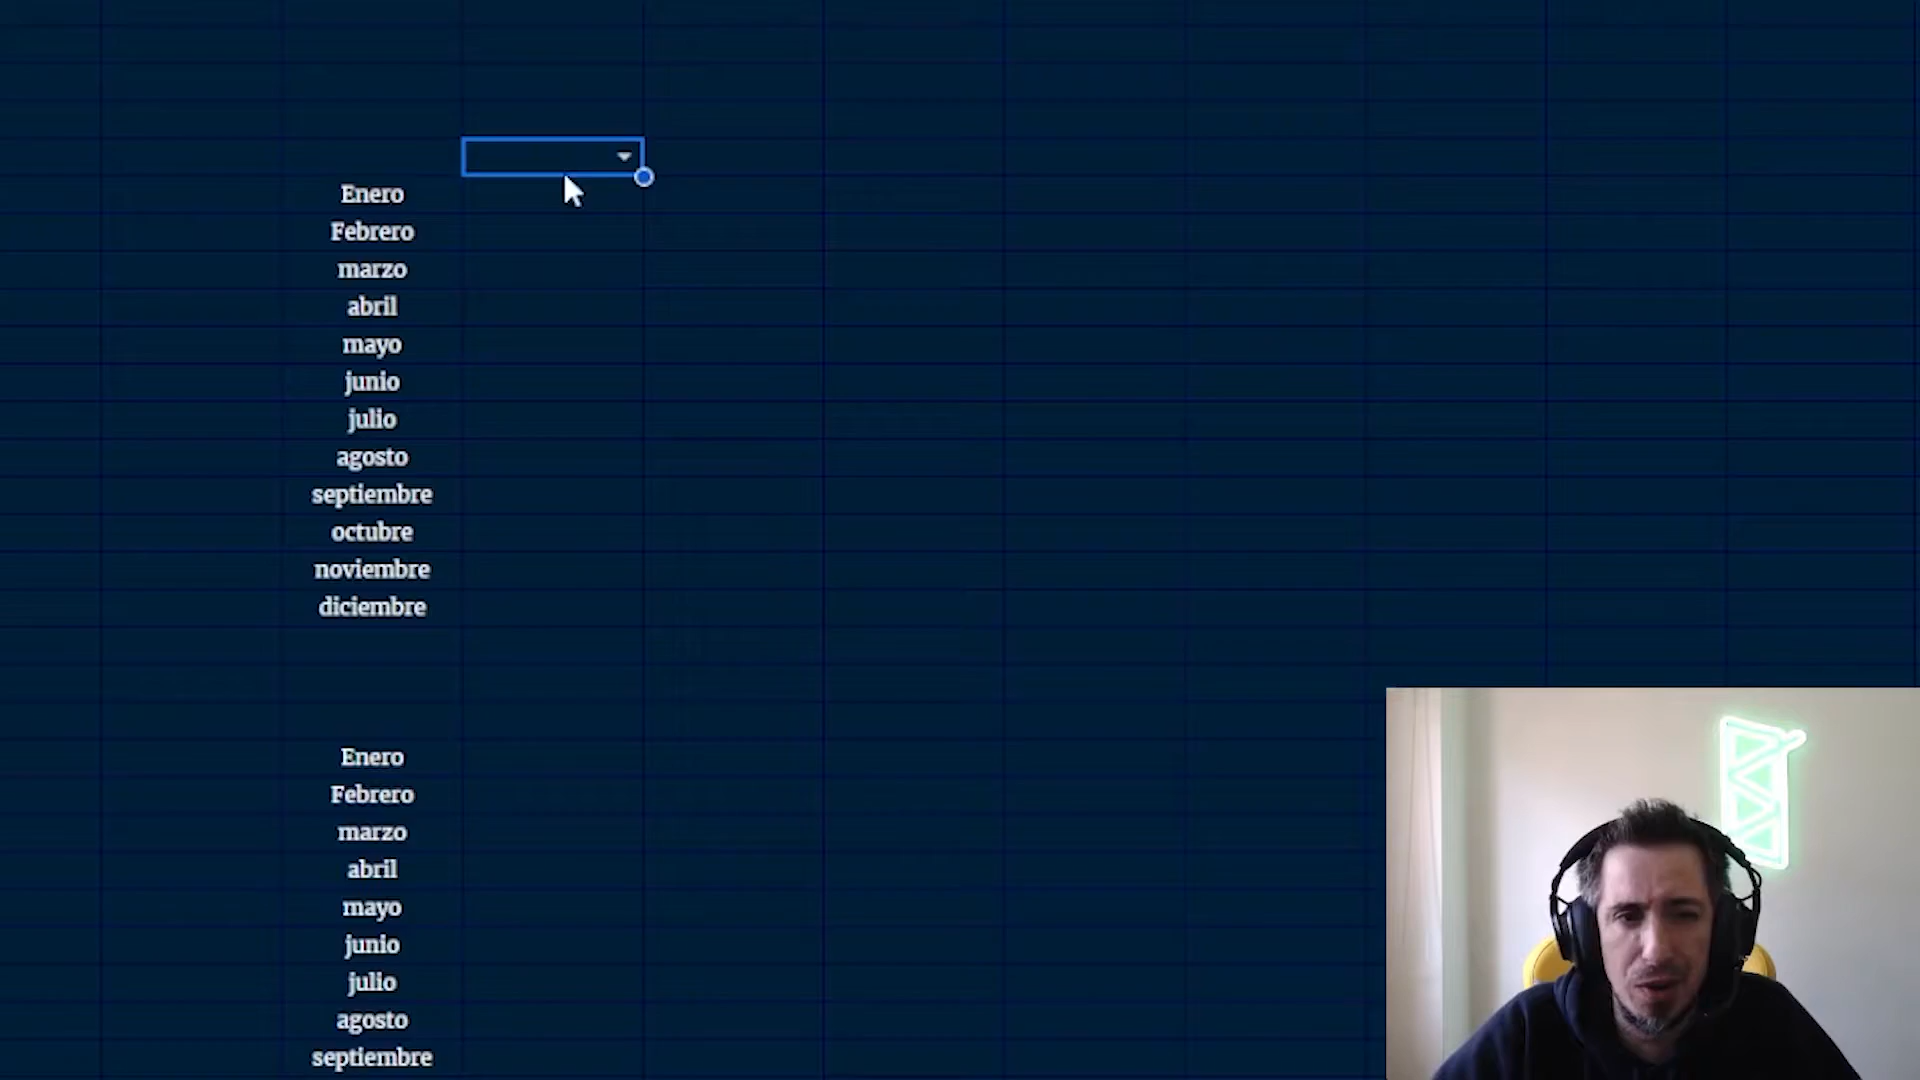 Enero
Febrero
marzo
abril
mayo
junio
julio
agosto
septiembre
octubre
noviembre
diciembre
Enero
Febrero
marzo
abril
mayo
junio
julio
agosto
septiembre